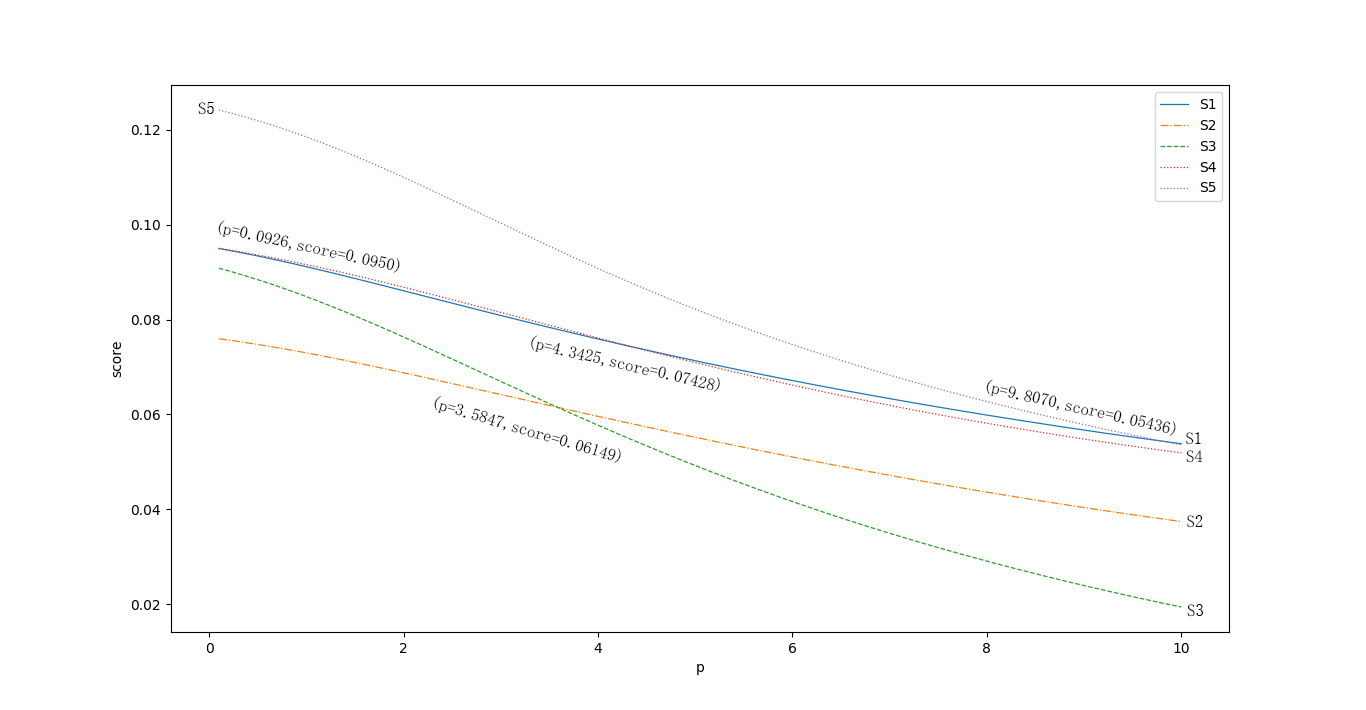 S5
0.12
0.10
0.08
0.06
0.04
0.02
score
(p=0.0926, score=0.0950)
(p=4.3425, score=0.07428)
(p=3.5847, score=0.06149)
(p=9.8070, score=0.05436)
S1
S4
S2
S3
S1
S2
S3
S4
S5
0
2
4
6
8
10
p